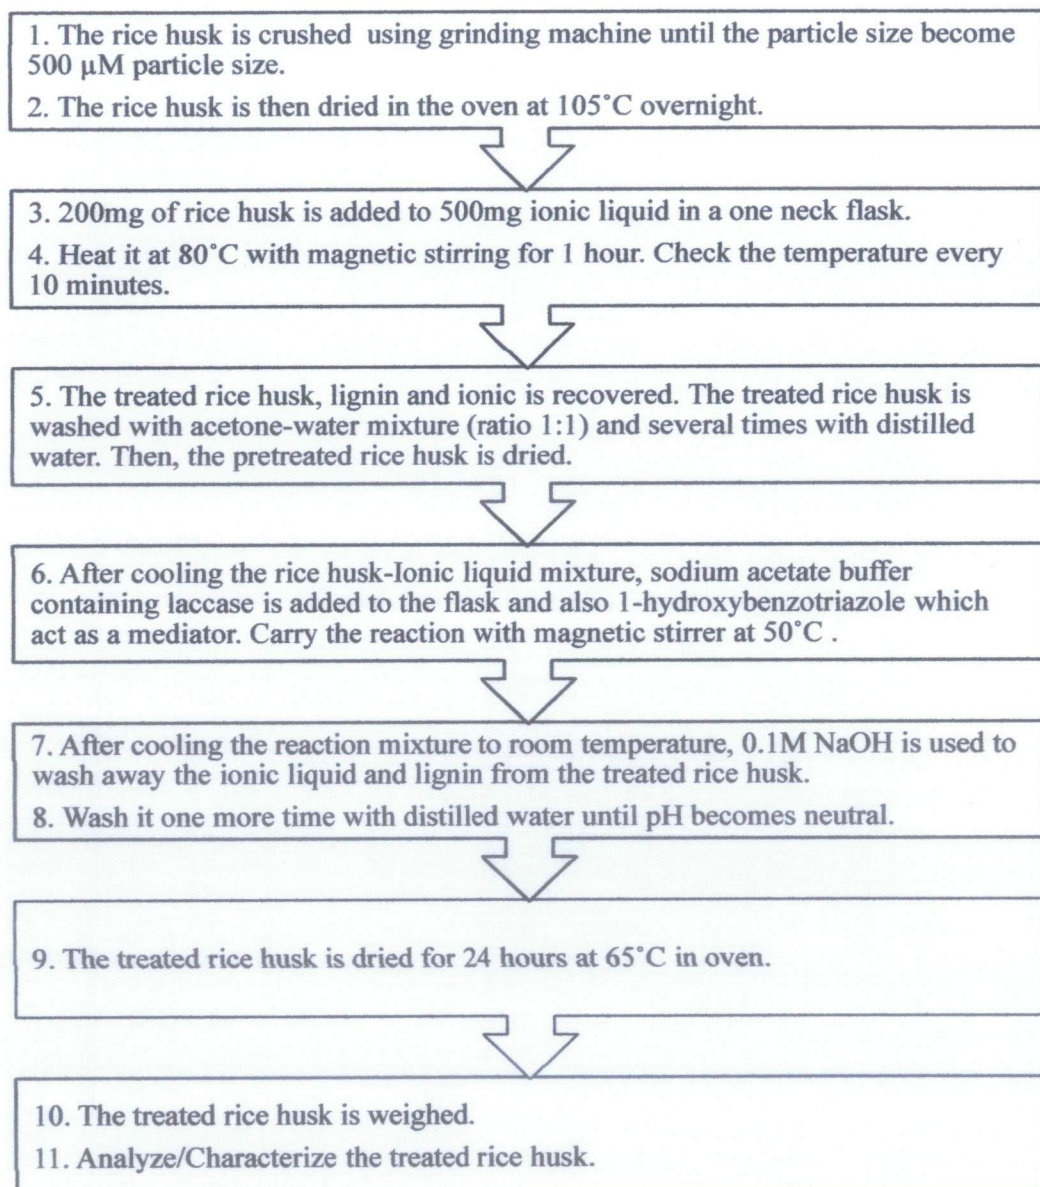 1. The rice husk is crushed using grinding machine until the particle size become
500 µM particle size.
2. The rice husk is then dried in the oven at 105˚C overnight.
3. 200mg of rice husk is added to 500mg ionic liquid in a one neck flask.
4. Heat it at 80˚C with magnetic stirring for 1 hour. Check the temperature every
10 minutes.
5. The treated rice husk, lignin and ionic is recovered. The treated rice husk is
washed with acetone-water mixture (ratio 1:1) and several times with distilled
water. Then, the pretreated rice husk is dried.
6. After cooling the rice husk-Ionic liquid mixture, sodium acetate buffer
containing laccase is added to the flask and also 1-hydroxybenzotriazole which
act as a mediator. Carry the reaction with magnetic stirrer at 50˚C .
7. After cooling the reaction mixture to room temperature, 0.1M NaOH is used to
wash away the ionic liquid and lignin from the treated rice husk.
8. Wash it one more time with distilled water until pH becomes neutral.
9. The treated rice husk is dried for 24 hours at 65˚C in oven.
10. The treated rice husk is weighed.
11. Analyze/Characterize the treated rice husk.